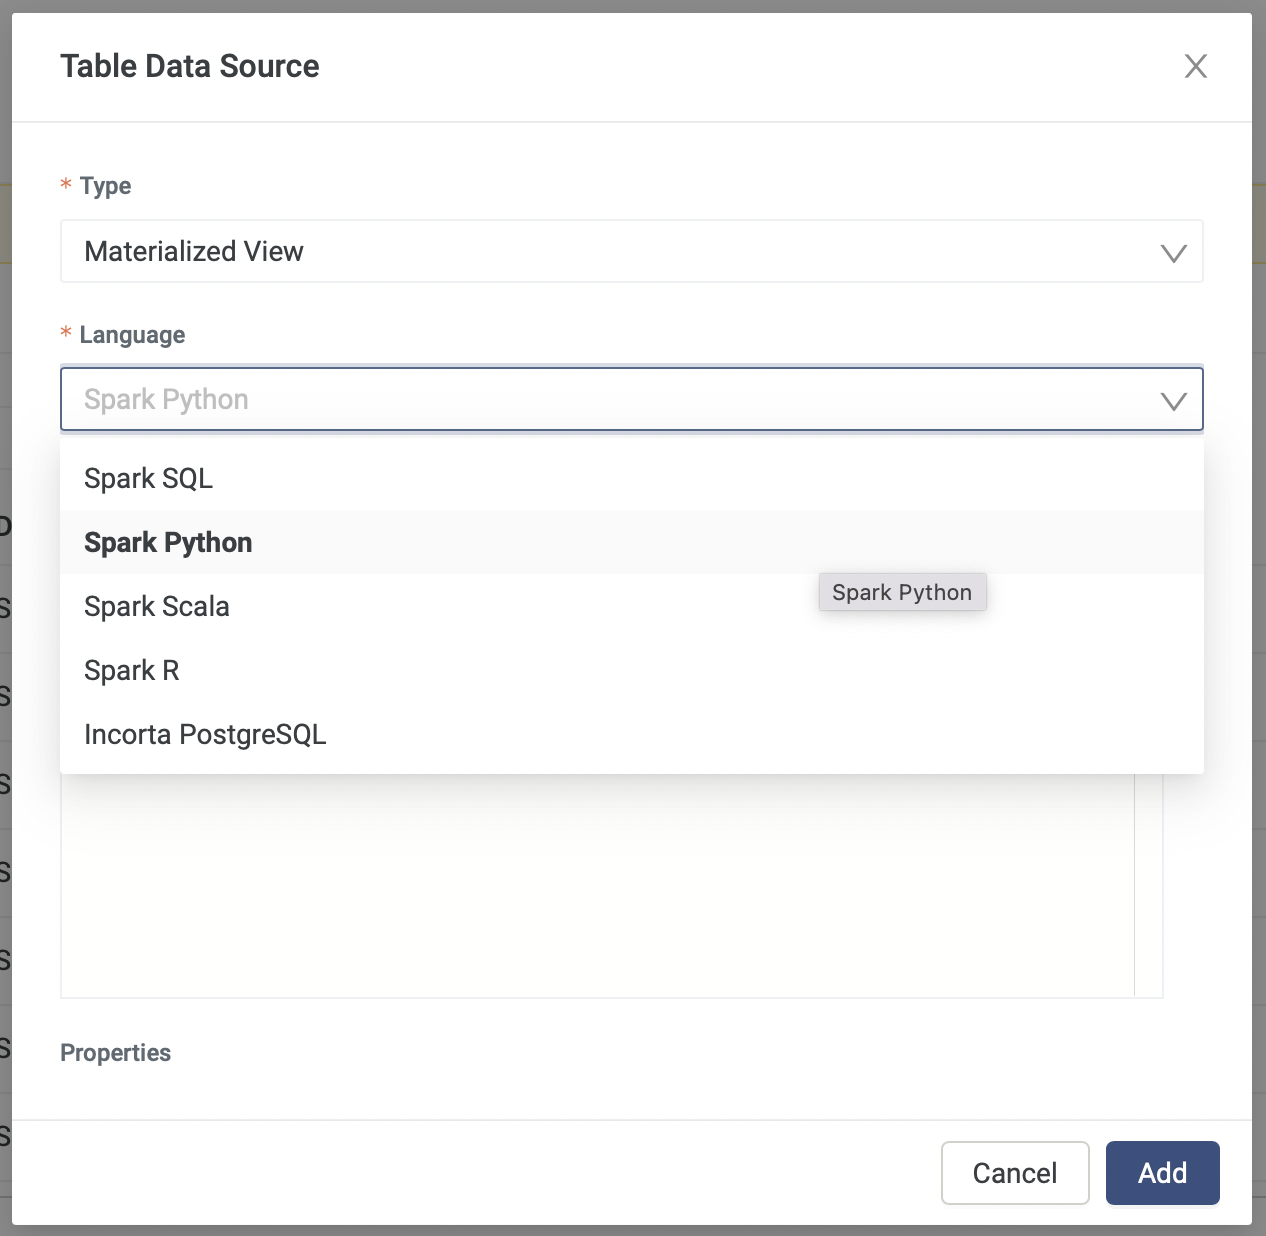 Table Data Source
* Type
Materialized View
* Language
Spark Python
Spark SQL
Spark Python
Spark Python
Spark Scala
Spark R
Incorta PostgreSQL
Properties
Cancel
Add